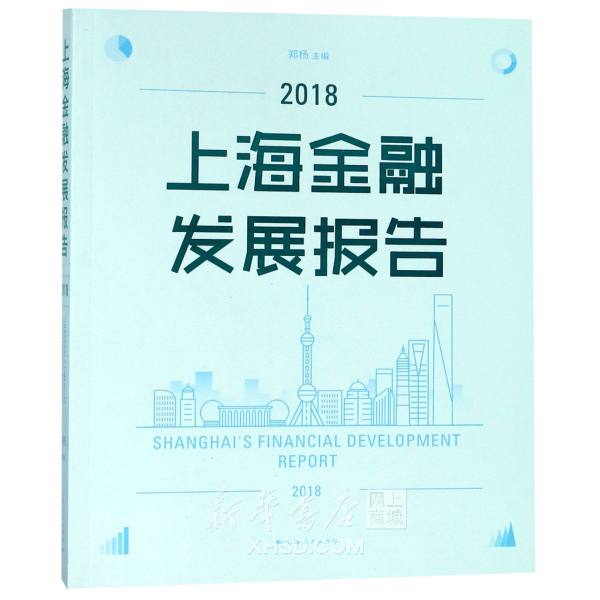 郑杨 主编
2018
上海金融
发展报告
SHANGHAI'S FINANCIAL DEVELOPMENT
REPORT
2018
新华书店
网上
商城
XHSD.COM
上海金融发展报告
2018